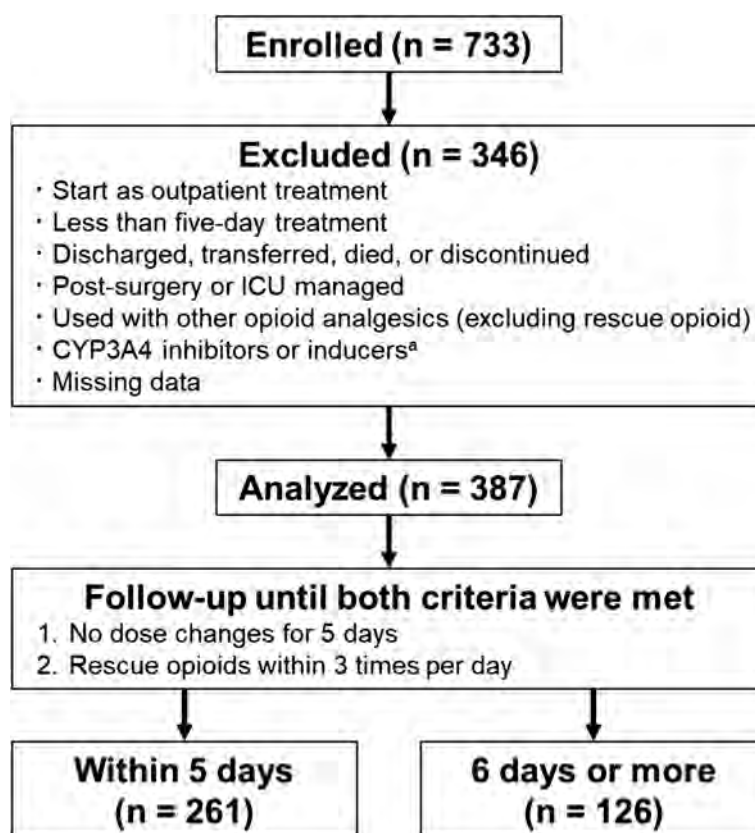 Enrolled (n = 733)
Excluded (n = 346)
・Start as outpatient treatment
・Less than five-day treatment
・Discharged, transferred, died, or discontinued
・Post-surgery or ICU managed
・Used with other opioid analgesics (excluding rescue opioid)
・CYP3A4 inhibitors or inducersᵃ
・Missing data
Analyzed (n = 387)
Follow-up until both criteria were met
1. No dose changes for 5 days
2. Rescue opioids within 3 times per day
Within 5 days
(n = 261)
6 days or more
(n = 126)